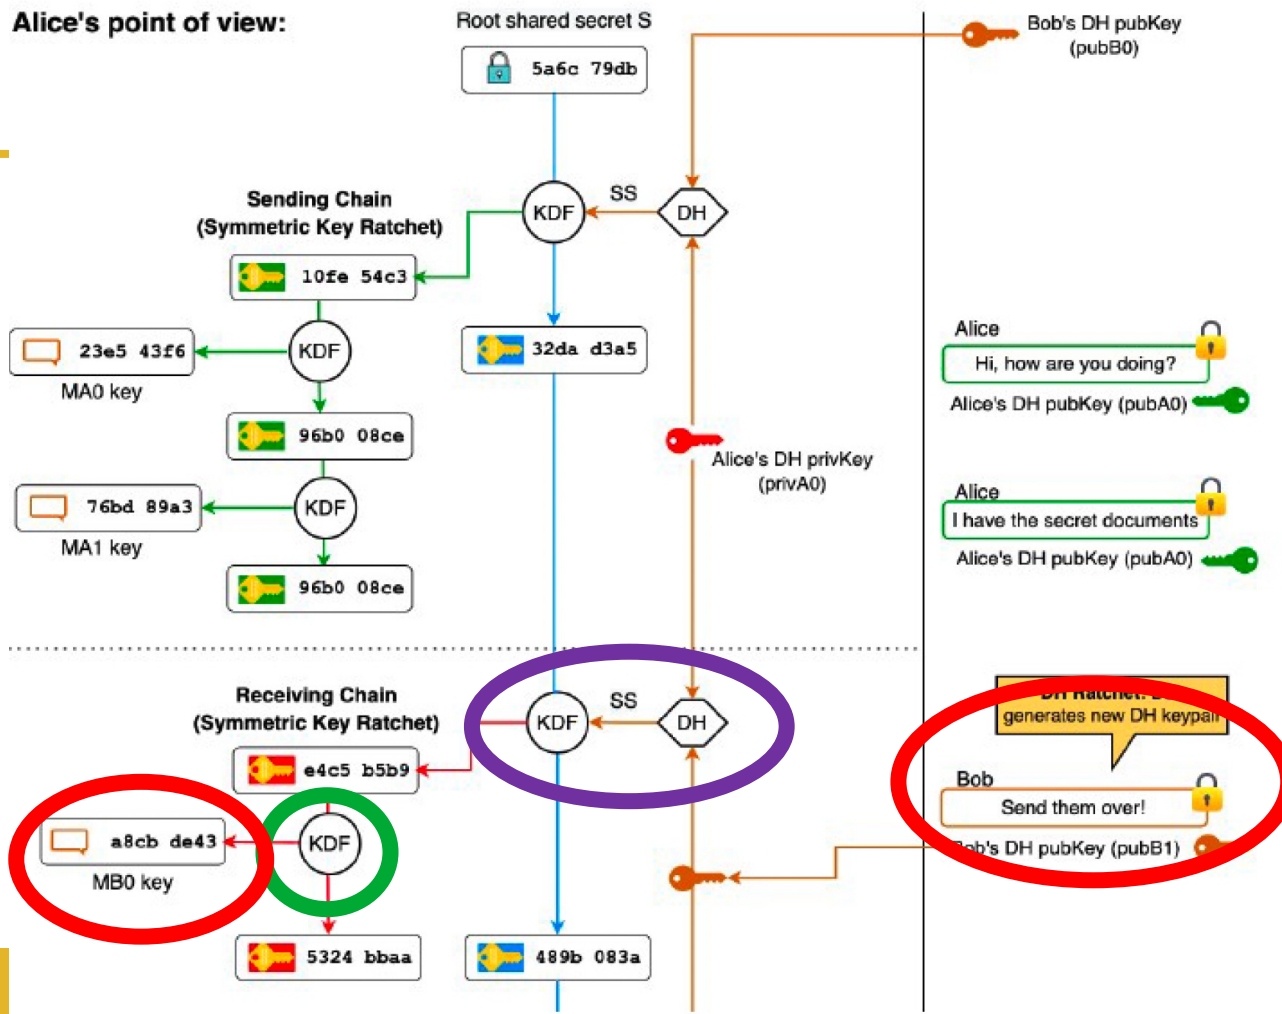 Alice's point of view:
Root shared secret S
Bob's DH pubKey
(pubB0)
5a6c 79db
Sending Chain
(Symmetric Key Ratchet)
KDF
SS
DH
10fe 54c3
23e5 43f6
KDF
32da d3a5
MA0 key
Alice
Hi, how are you doing?
Alice's DH pubKey (pubA0)
96b0 08ce
Alice's DH privKey
(privA0)
76bd 89a3
KDF
MA1 key
Alice
I have the secret documents
Alice's DH pubKey (pubA0)
96b0 08ce
Receiving Chain
(Symmetric Key Ratchet)
KDF
SS
DH
DH Ratchet:
generates new DH keypair
e4c5 b5b9
Bob
Send them over!
a8cb de43
KDF
MB0 key
Bob's DH pubKey (pubB1)
5324 bbaa
489b 083a